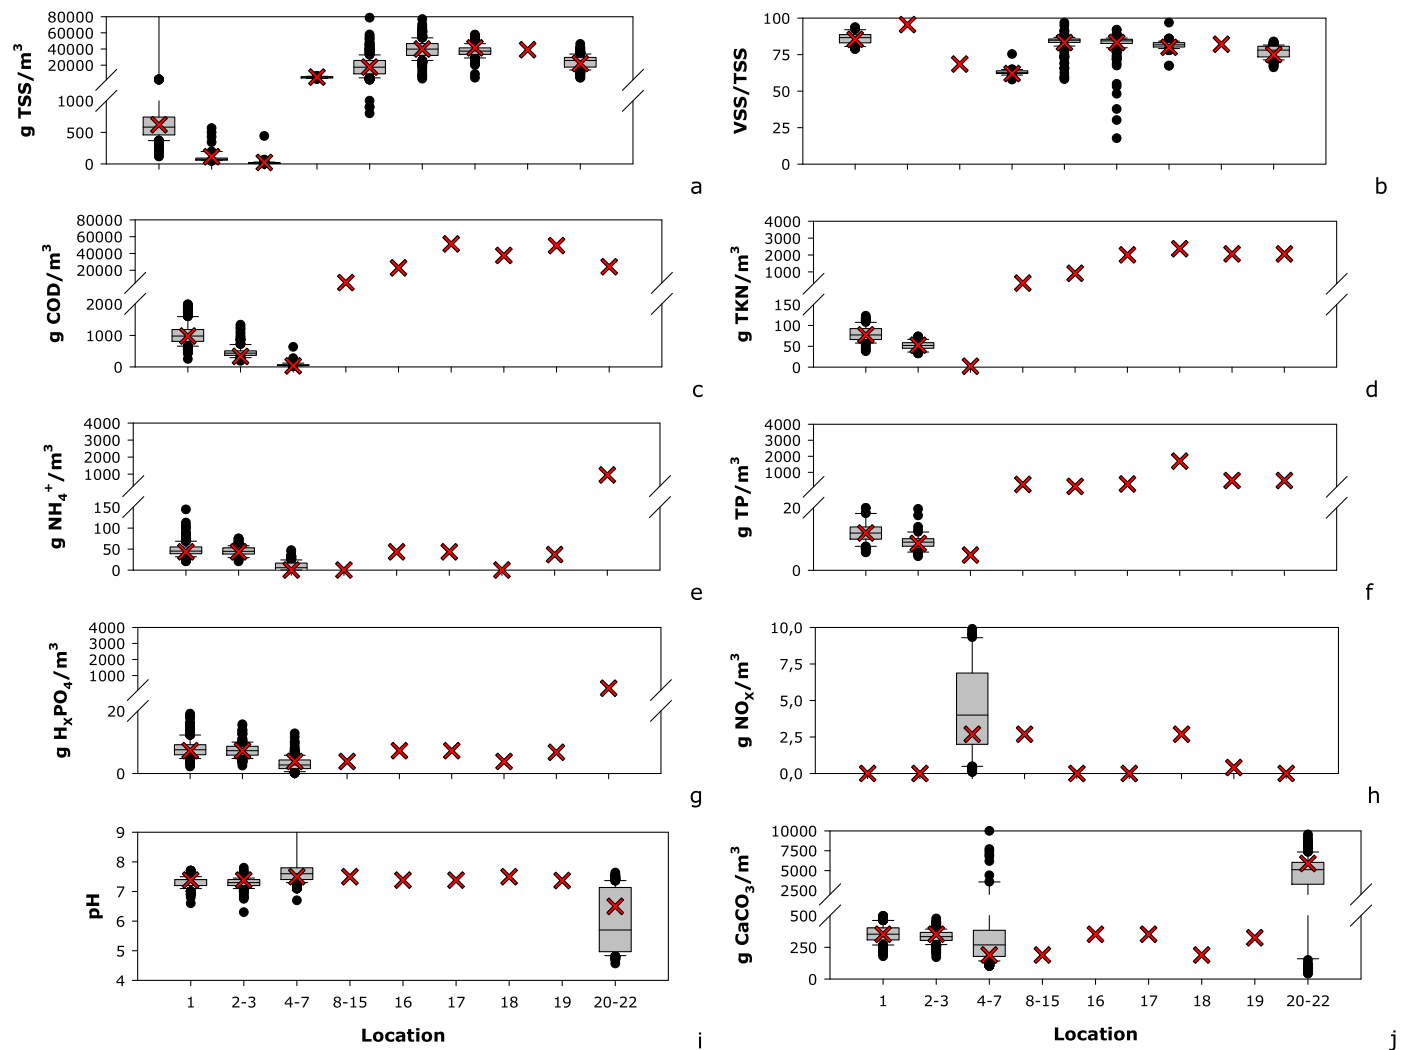 80000
60000
40000
20000
1000
500
0
g TSS/m³
a
100
75
50
25
0
VSS/TSS
b
80000
60000
40000
20000
2000
1000
0
g COD/m³
c
4000
3000
2000
1000
150
100
50
0
g TKN/m³
d
4000
3000
2000
1000
150
100
50
0
g NH₄⁺/m³
e
4000
3000
2000
1000
20
0
g TP/m³
f
4000
3000
2000
1000
20
0
g HₓPO₄/m³
g
10,0
7,5
5,0
2,5
0,0
g NOₓ/m³
h
9
8
7
6
5
4
pH
1 2-3 4-7 8-15 16 17 18 19 20-22
Location
i
10000
7500
5000
2500
500
250
0
g CaCO₃/m³
1 2-3 4-7 8-15 16 17 18 19 20-22
Location
j